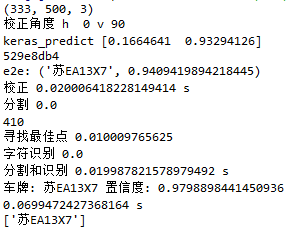 (333, 500, 3)
校正角度 h  0 v 90
keras_predict [0.1664641  0.93294126]
529e8db4
e2e: ('苏EA13X7', 0.9409419894218445)
校正 0.020006418228149414 s
分割 0.0
410
寻找最佳点 0.010009765625
字符识别 0.0
分割和识别 0.019987821578979492 s
车牌: 苏EA13X7 置信度: 0.9798898441450936
0.0699472427368164 s
['苏EA13X7']